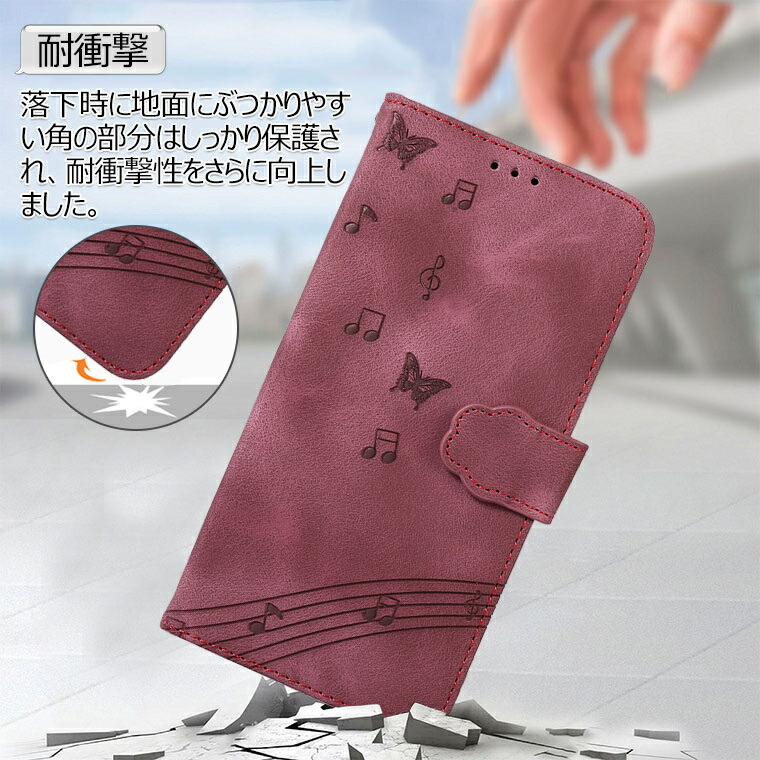 耐衝撃
落下時に地面にぶつかりやす
い角の部分はしっかり保護さ
れ、耐衝撃性をさらに向上し
ました。